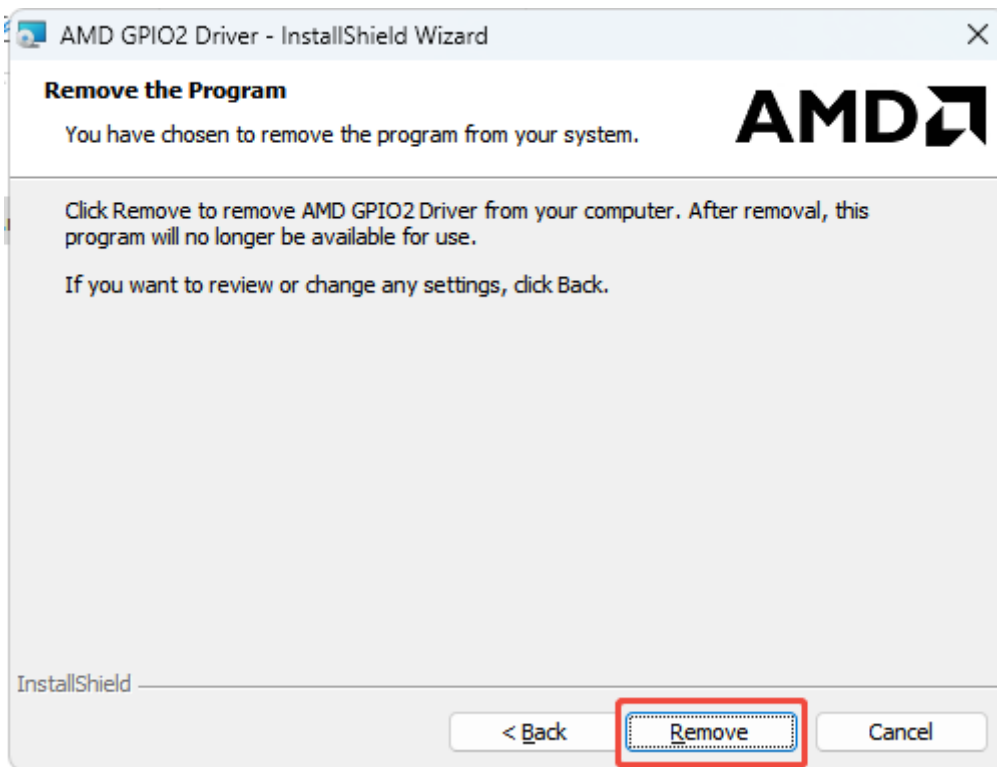 AMD GPIO2 Driver - InstallShield Wizard
Remove the Program
You have chosen to remove the program from your system.
AMD
Click Remove to remove AMD GPIO2 Driver from your computer. After removal, this
program will no longer be available for use.
If you want to review or change any settings, click Back.
InstallShield
< Back
Remove
Cancel